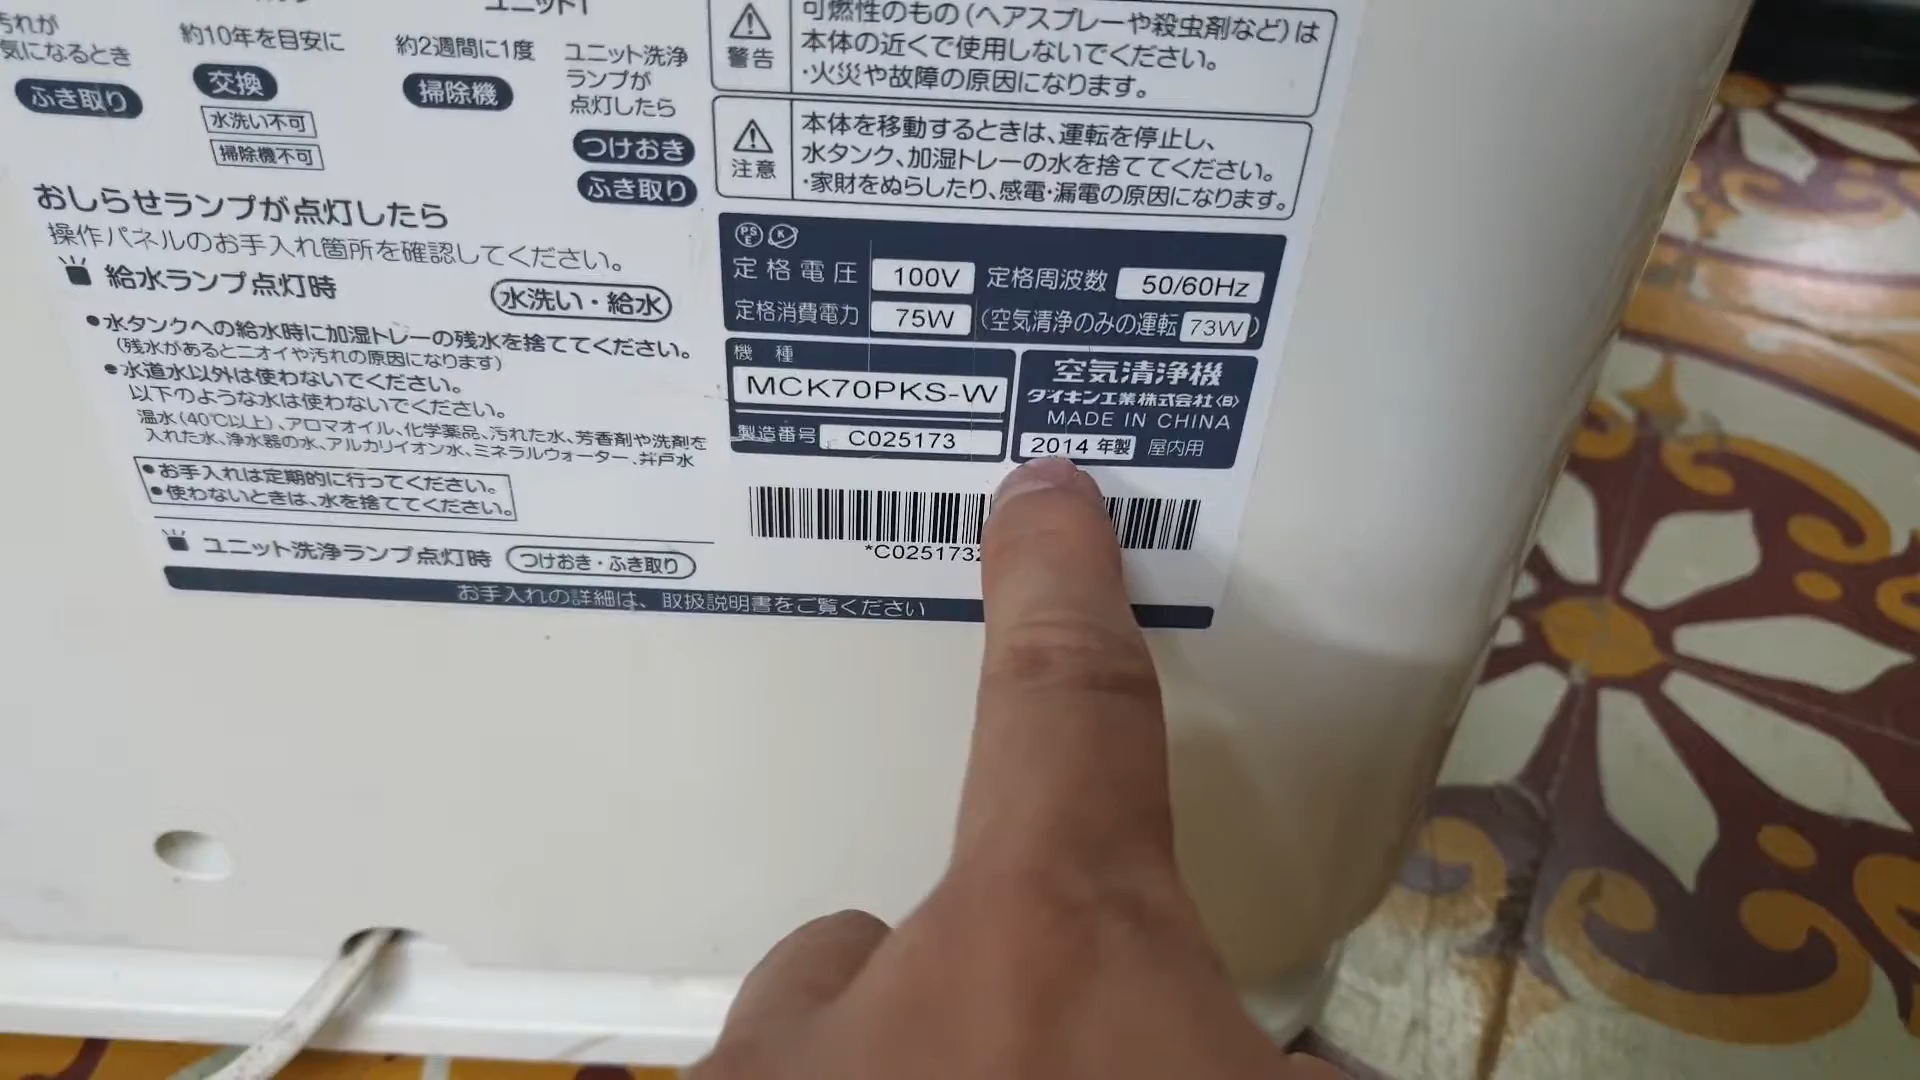 汚れが
気になるとき
ふき取り
約10年を目安に
交換
水洗い不可
掃除機不可
ユニット1
約2週間に1度
掃除機
ユニット洗浄
ランプが
点灯したら
つけおき
ふき取り
おしらせランプが点灯したら
操作パネルのお手入れ箇所を確認してください。
給水ランプ点灯時 水洗い・給水
●水タンクへの給水時に加湿トレーの残水を捨ててください。
(残水があるとニオイや汚れの原因になります)
●水道水以外は使わないでください。
以下のような水は使わないでください。
温水(40℃以上)、アロマオイル、化学薬品、汚れた水、芳香剤や洗剤を
入れた水、浄水器の水、アルカリイオン水、ミネラルウォーター、井戸水
●お手入れは定期的に行ってください。
●使わないときは、水を捨ててください。
ユニット洗浄ランプ点灯時 つけおき・ふき取り
お手入れの詳細は、取扱説明書をご覧ください
警告
可燃性のもの(ヘアスプレーや殺虫剤など)は
本体の近くで使用しないでください。
・火災や故障の原因になります。
注意
本体を移動するときは、運転を停止し、
水タンク、加湿トレーの水を捨ててください。
・家財をぬらしたり、感電・漏電の原因になります。
PSE
定格電圧 100V 定格周波数 50/60Hz
定格消費電力 75W (空気清浄のみの運転 73W)
機種
MCK70PKS-W
製造番号 C025173
空気清浄機
ダイキン工業株式会社〈B〉
MADE IN CHINA
2014年製 屋内用
*C025173